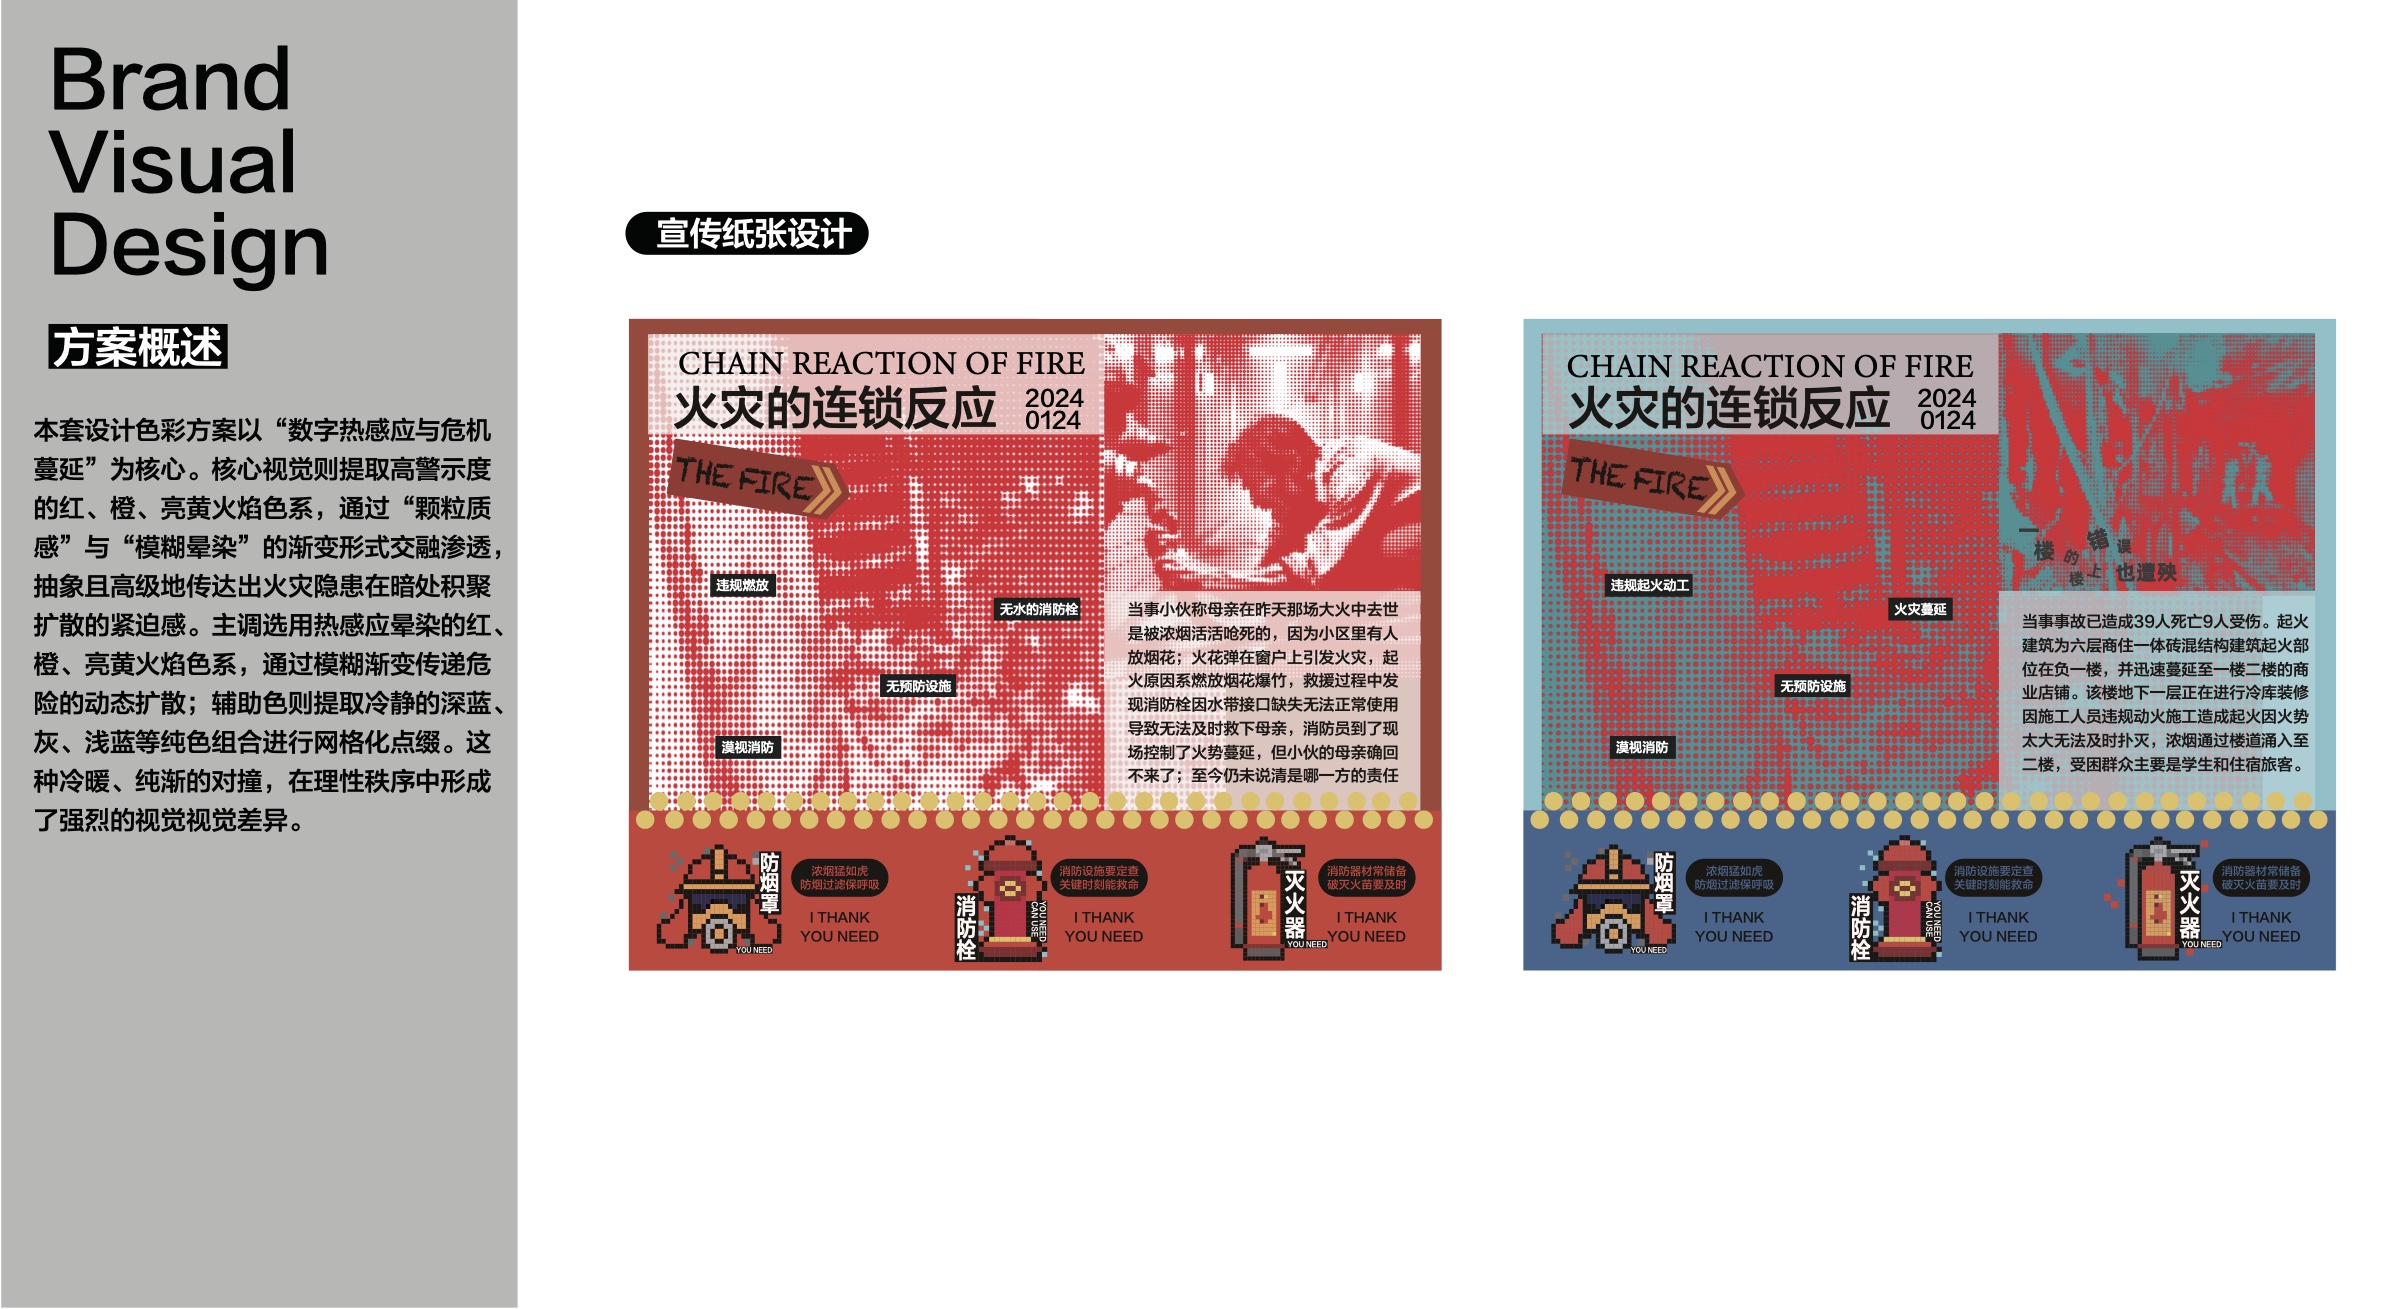 Brand
Visual
Design
方案概述
本套设计色彩方案以“数字热感应与危机
蔓延”为核心。核心视觉则提取高警示度
的红、橙、亮黄火焰色系，通过“颗粒质
感”与“模糊晕染”的渐变形式交融渗透，
抽象且高级地传达出火灾隐患在暗处积聚
扩散的紧迫感。主调选用热感应晕染的红、
橙、亮黄火焰色系，通过模糊渐变传递危
险的动态扩散；辅助色则提取冷静的深蓝、
灰、浅蓝等纯色组合进行网格化点缀。这
种冷暖、纯渐的对撞，在理性秩序中形成
了强烈的视觉视觉差异。
宣传纸张设计
CHAIN REACTION OF FIRE
火灾的连锁反应
2024
0124
THE FIRE
违规燃放
无水的消防栓
无预防设施
漠视消防
当事小伙称母亲在昨天那场大火中去世
是被浓烟活活呛死的，因为小区里有人
放烟花；火花弹在窗户上引发火灾，起
火原因系燃放烟花爆竹，救援过程中发
现消防栓因水带接口缺失无法正常使用
导致无法及时救下母亲，消防员到了现
场控制了火势蔓延，但小伙的母亲确回
不来了；至今仍未说清是哪一方的责任
防烟罩
YOU NEED
浓烟猛如虎
防烟过滤保呼吸
I THANK
YOU NEED
消防栓
YOU NEED
CAN USE
消防设施要定查
关键时刻能救命
I THANK
YOU NEED
灭火器
YOU NEED
消防器材常储备
破灭火苗要及时
I THANK
YOU NEED
CHAIN REACTION OF FIRE
火灾的连锁反应
2024
0124
THE FIRE
违规起火动工
火灾蔓延
无预防设施
漠视消防
一楼的错误
楼上也遭殃
当事事故已造成39人死亡9人受伤。起火
建筑为六层商住一体砖混结构建筑起火部
位在负一楼，并迅速蔓延至一楼二楼的商
业店铺。该楼地下一层正在进行冷库装修
因施工人员违规动火施工造成起火因火势
太大无法及时扑灭，浓烟通过楼道涌入至
二楼，受困群众主要是学生和住宿旅客。
防烟罩
YOU NEED
浓烟猛如虎
防烟过滤保呼吸
I THANK
YOU NEED
消防栓
YOU NEED
CAN USE
消防设施要定查
关键时刻能救命
I THANK
YOU NEED
灭火器
YOU NEED
消防器材常储备
破灭火苗要及时
I THANK
YOU NEED